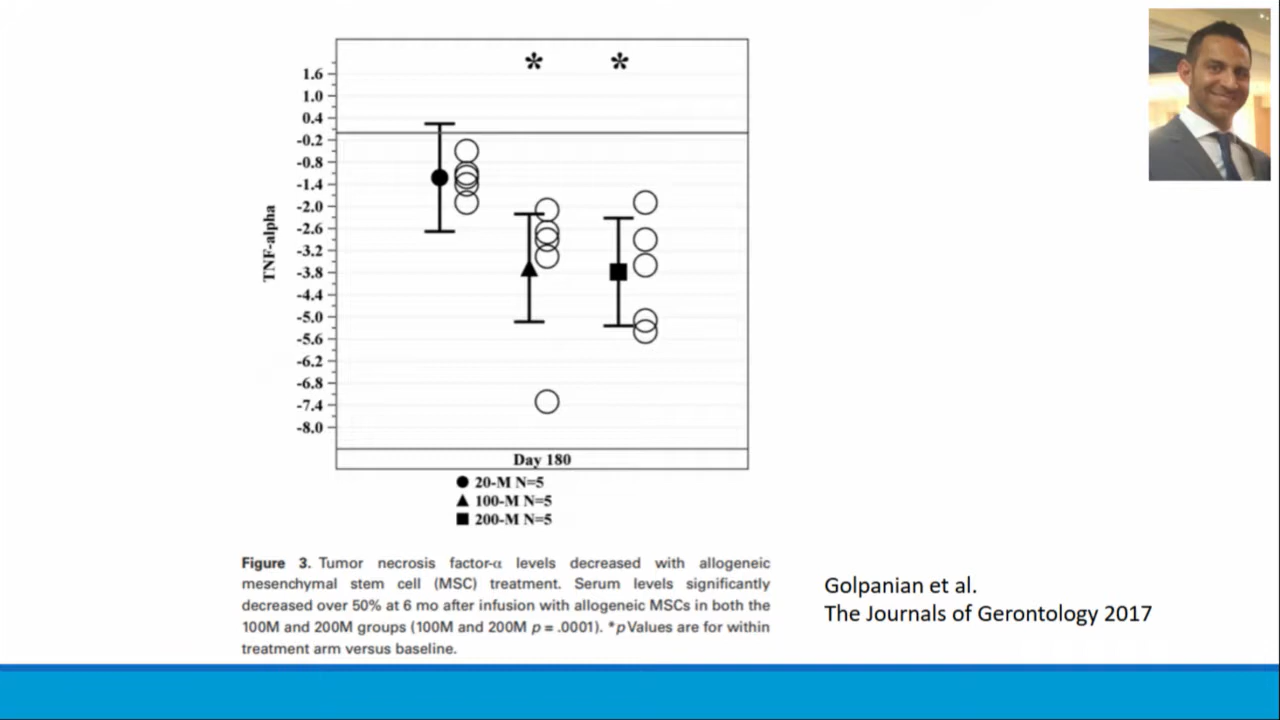 * *
1.6
1.0
0.4
-0.2
-0.8
-1.4
-2.0
-2.6
-3.2
-3.8
-4.4
-5.0
-5.6
-6.2
-6.8
-7.4
-8.0
TNF-alpha
Day 180
20-M N=5
100-M N=5
200-M N=5
Figure 3. Tumor necrosis factor-α levels decreased with allogeneic
mesenchymal stem cell (MSC) treatment. Serum levels significantly
decreased over 50% at 6 mo after infusion with allogeneic MSCs in both the
100M and 200M groups (100M and 200M p = .0001). *p Values are for within
treatment arm versus baseline.
Golpanian et al.
The Journals of Gerontology 2017